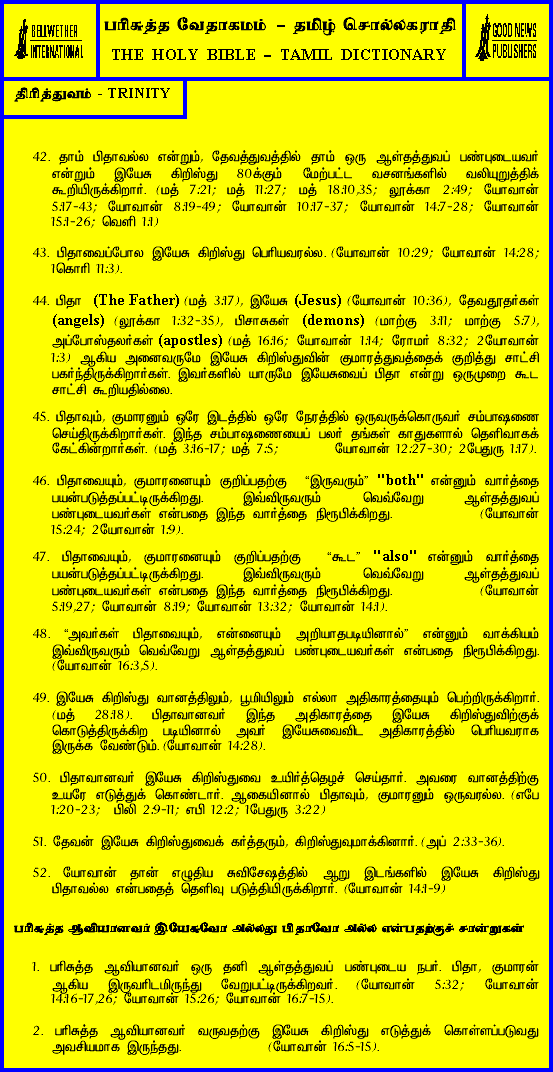 BELLWETHER
INTERNATIONAL
பரிசுத்த வேதாகமம் – தமிழ் சொல்லகராதி
THE HOLY BIBLE – TAMIL DICTIONARY
GOOD NEWS
PUBLISHERS
திரித்துவம் - TRINITY
42. தாம் பிதாவல்ல என்றும், தேவத்துவத்தில் தாம் ஒரு ஆள்தத்துவப் பண்புடையவர்
என்றும் இயேசு கிறிஸ்து 80க்கும் மேற்பட்ட வசனங்களில் வலியுறுத்திக்
கூறியிருக்கிறார். (மத் 7:21; மத் 11:27; மத் 18:10,35; லூக்கா 2:49; யோவான்
5:17-43; யோவான் 8:19-49; யோவான் 10:17-37; யோவான் 14:7-28; யோவான்
15:1-26; வெளி 1:1)
43. பிதாவைப்போல இயேசு கிறிஸ்து பெரியவரல்ல. (யோவான் 10:29; யோவான் 14:28;
1கொரி 11:3).
44. பிதா (The Father) (மத் 3:17), இயேசு (Jesus) (யோவான் 10:36), தேவதூதர்கள்
(angels) (லூக்கா 1:32-35), பிசாசுகள் (demons) (மாற்கு 3:11; மாற்கு 5:7),
அப்போஸ்தலர்கள் (apostles) (மத் 16:16; யோவான் 1:14; ரோமர் 8:32; 2யோவான்
1:3) ஆகிய அனைவருமே இயேசு கிறிஸ்துவின் குமாரத்துவத்தைக் குறித்து சாட்சி
பகர்ந்திருக்கிறார்கள். இவர்களில் யாருமே இயேசுவைப் பிதா என்று ஒருமுறை கூட
சாட்சி கூறியதில்லை.
45. பிதாவும், குமாரனும் ஒரே இடத்தில் ஒரே நேரத்தில் ஒருவருக்கொருவர் சம்பாஷணை
செய்திருக்கிறார்கள். இந்த சம்பாஷணையைப் பலர் தங்கள் காதுகளால் தெளிவாகக்
கேட்கின்றார்கள். (மத் 3:16-17; மத் 7:5; யோவான் 12:27-30; 2பேதுரு 1:17).
46. பிதாவையும், குமாரனையும் குறிப்பதற்கு “இருவரும்” "both" என்னும் வார்த்தை
பயன்படுத்தப்பட்டிருக்கிறது. இவ்விருவரும் வெவ்வேறு ஆள்தத்துவப்
பண்புடையவர்கள் என்பதை இந்த வார்த்தை நிரூபிக்கிறது. (யோவான்
15:24; 2யோவான் 1:9).
47. பிதாவையும், குமாரனையும் குறிப்பதற்கு “கூட” "also" என்னும் வார்த்தை
பயன்படுத்தப்பட்டிருக்கிறது. இவ்விருவரும் வெவ்வேறு ஆள்தத்துவப்
பண்புடையவர்கள் என்பதை இந்த வார்த்தை நிரூபிக்கிறது. (யோவான்
5:19,27; யோவான் 8:19; யோவான் 13:32; யோவான் 14:1).
48. “அவர்கள் பிதாவையும், என்னையும் அறியாதபடியினால்” என்னும் வாக்கியம்
இவ்விருவரும் வெவ்வேறு ஆள்தத்துவப் பண்புடையவர்கள் என்பதை நிரூபிக்கிறது.
(யோவான் 16:3,5).
49. இயேசு கிறிஸ்து வானத்திலும், பூமியிலும் எல்லா அதிகாரத்தையும் பெற்றிருக்கிறார்.
(மத் 28:18). பிதாவானவர் இந்த அதிகாரத்தை இயேசு கிறிஸ்துவிற்குக்
கொடுத்திருக்கிற படியினால் அவர் இயேசுவைவிட அதிகாரத்தில் பெரியவராக
இருக்க வேண்டும். (யோவான் 14:28).
50. பிதாவானவர் இயேசு கிறிஸ்துவை உயிர்த்தெழச் செய்தார். அவரை வானத்திற்கு
உயரே எடுத்துக் கொண்டார். ஆகையினால் பிதாவும், குமாரனும் ஒருவரல்ல. (எபே
1:20-23; பிலி 2:9-11; எபி 12:2; 1பேதுரு 3:22)
51. தேவன் இயேசு கிறிஸ்துவைக் கர்த்தரும், கிறிஸ்துவுமாக்கினார். (அப் 2:33-36).
52. யோவான் தான் எழுதிய சுவிசேஷத்தில் ஆறு இடங்களில் இயேசு கிறிஸ்து
பிதாவல்ல என்பதைத் தெளிவு படுத்தியிருக்கிறார். (யோவான் 14:1-9)
பரிசுத்த ஆவியானவர் இயேசுவோ அல்லது பிதாவோ அல்ல என்பதற்குச் சான்றுகள்
1. பரிசுத்த ஆவியானவர் ஒரு தனி ஆள்தத்துவப் பண்புடைய நபர். பிதா, குமாரன்
ஆகிய இருவரிடமிருந்து வேறுபட்டிருக்கிறவர். (யோவான் 5:32; யோவான்
14:16-17,26; யோவான் 15:26; யோவான் 16:7-15).
2. பரிசுத்த ஆவியானவர் வருவதற்கு இயேசு கிறிஸ்து எடுத்துக் கொள்ளப்படுவது
அவசியமாக இருந்தது. (யோவான் 16:5-15).